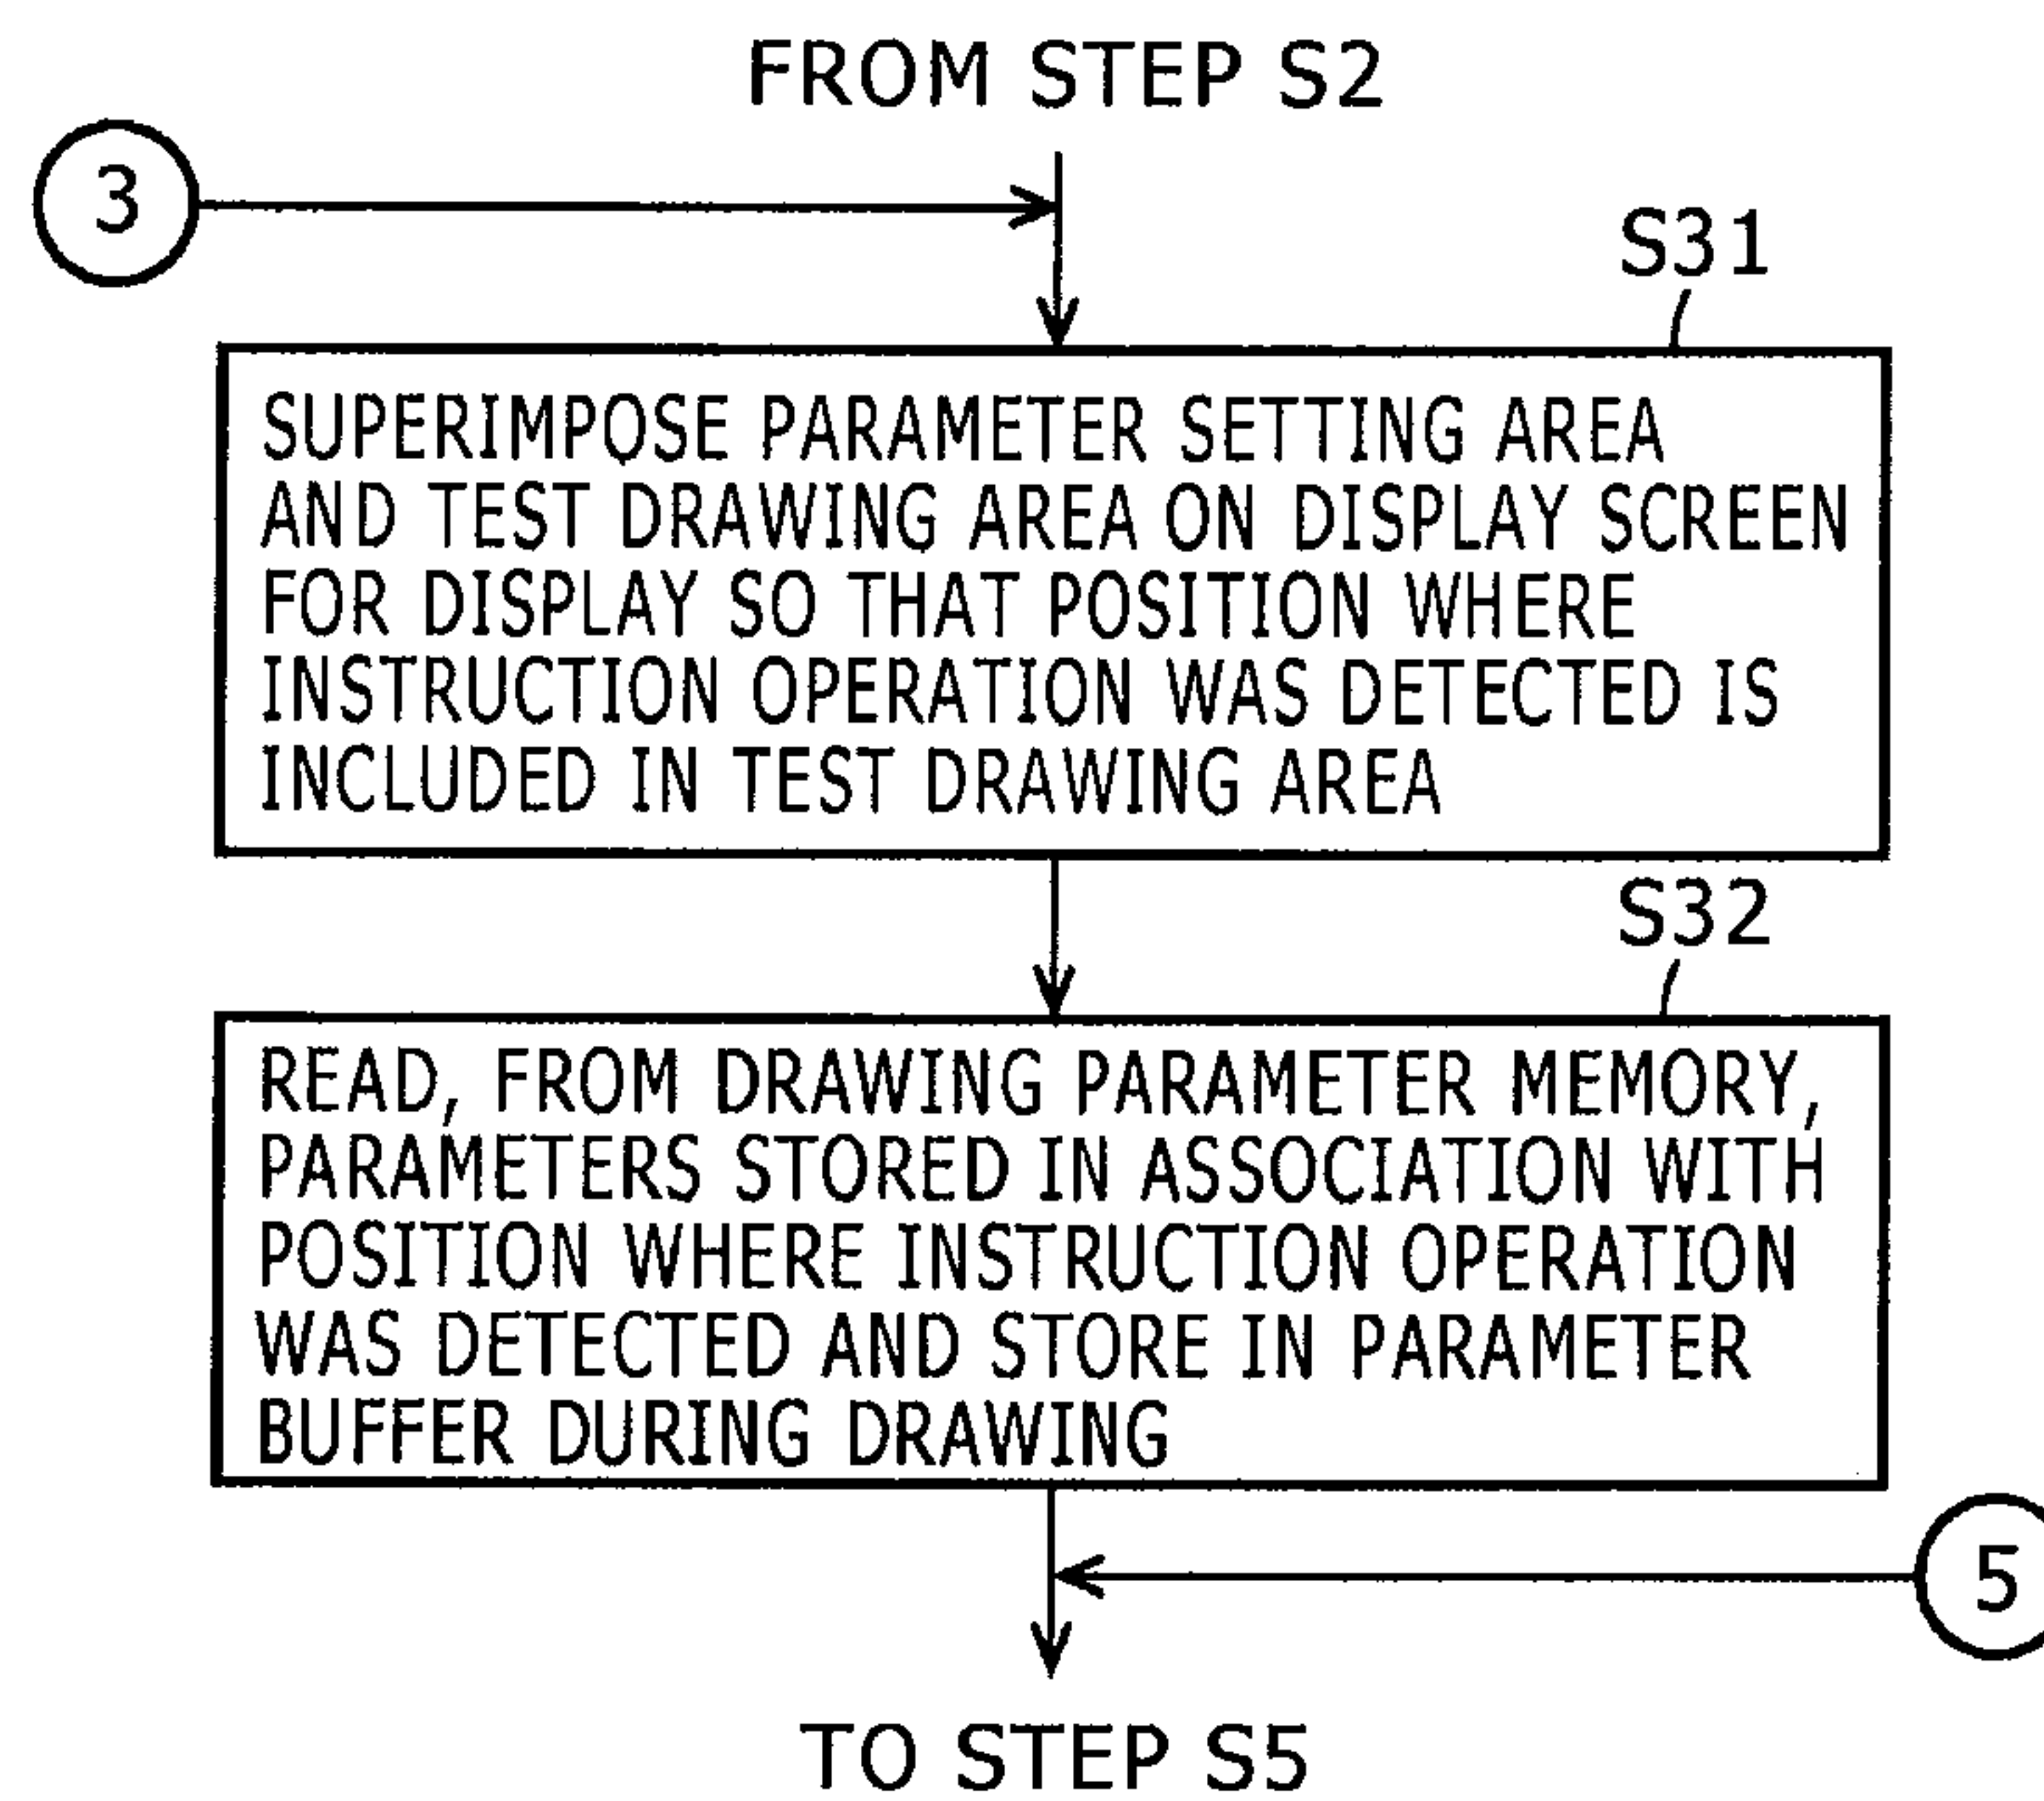 FROM STEP S2
3
S31
SUPERIMPOSE PARAMETER SETTING AREA
AND TEST DRAWING AREA ON DISPLAY SCREEN
FOR DISPLAY SO THAT POSITION WHERE
INSTRUCTION OPERATION WAS DETECTED IS
INCLUDED IN TEST DRAWING AREA
S32
READ, FROM DRAWING PARAMETER MEMORY,
PARAMETERS STORED IN ASSOCIATION WITH
POSITION WHERE INSTRUCTION OPERATION
WAS DETECTED AND STORE IN PARAMETER
BUFFER DURING DRAWING
5
TO STEP S5